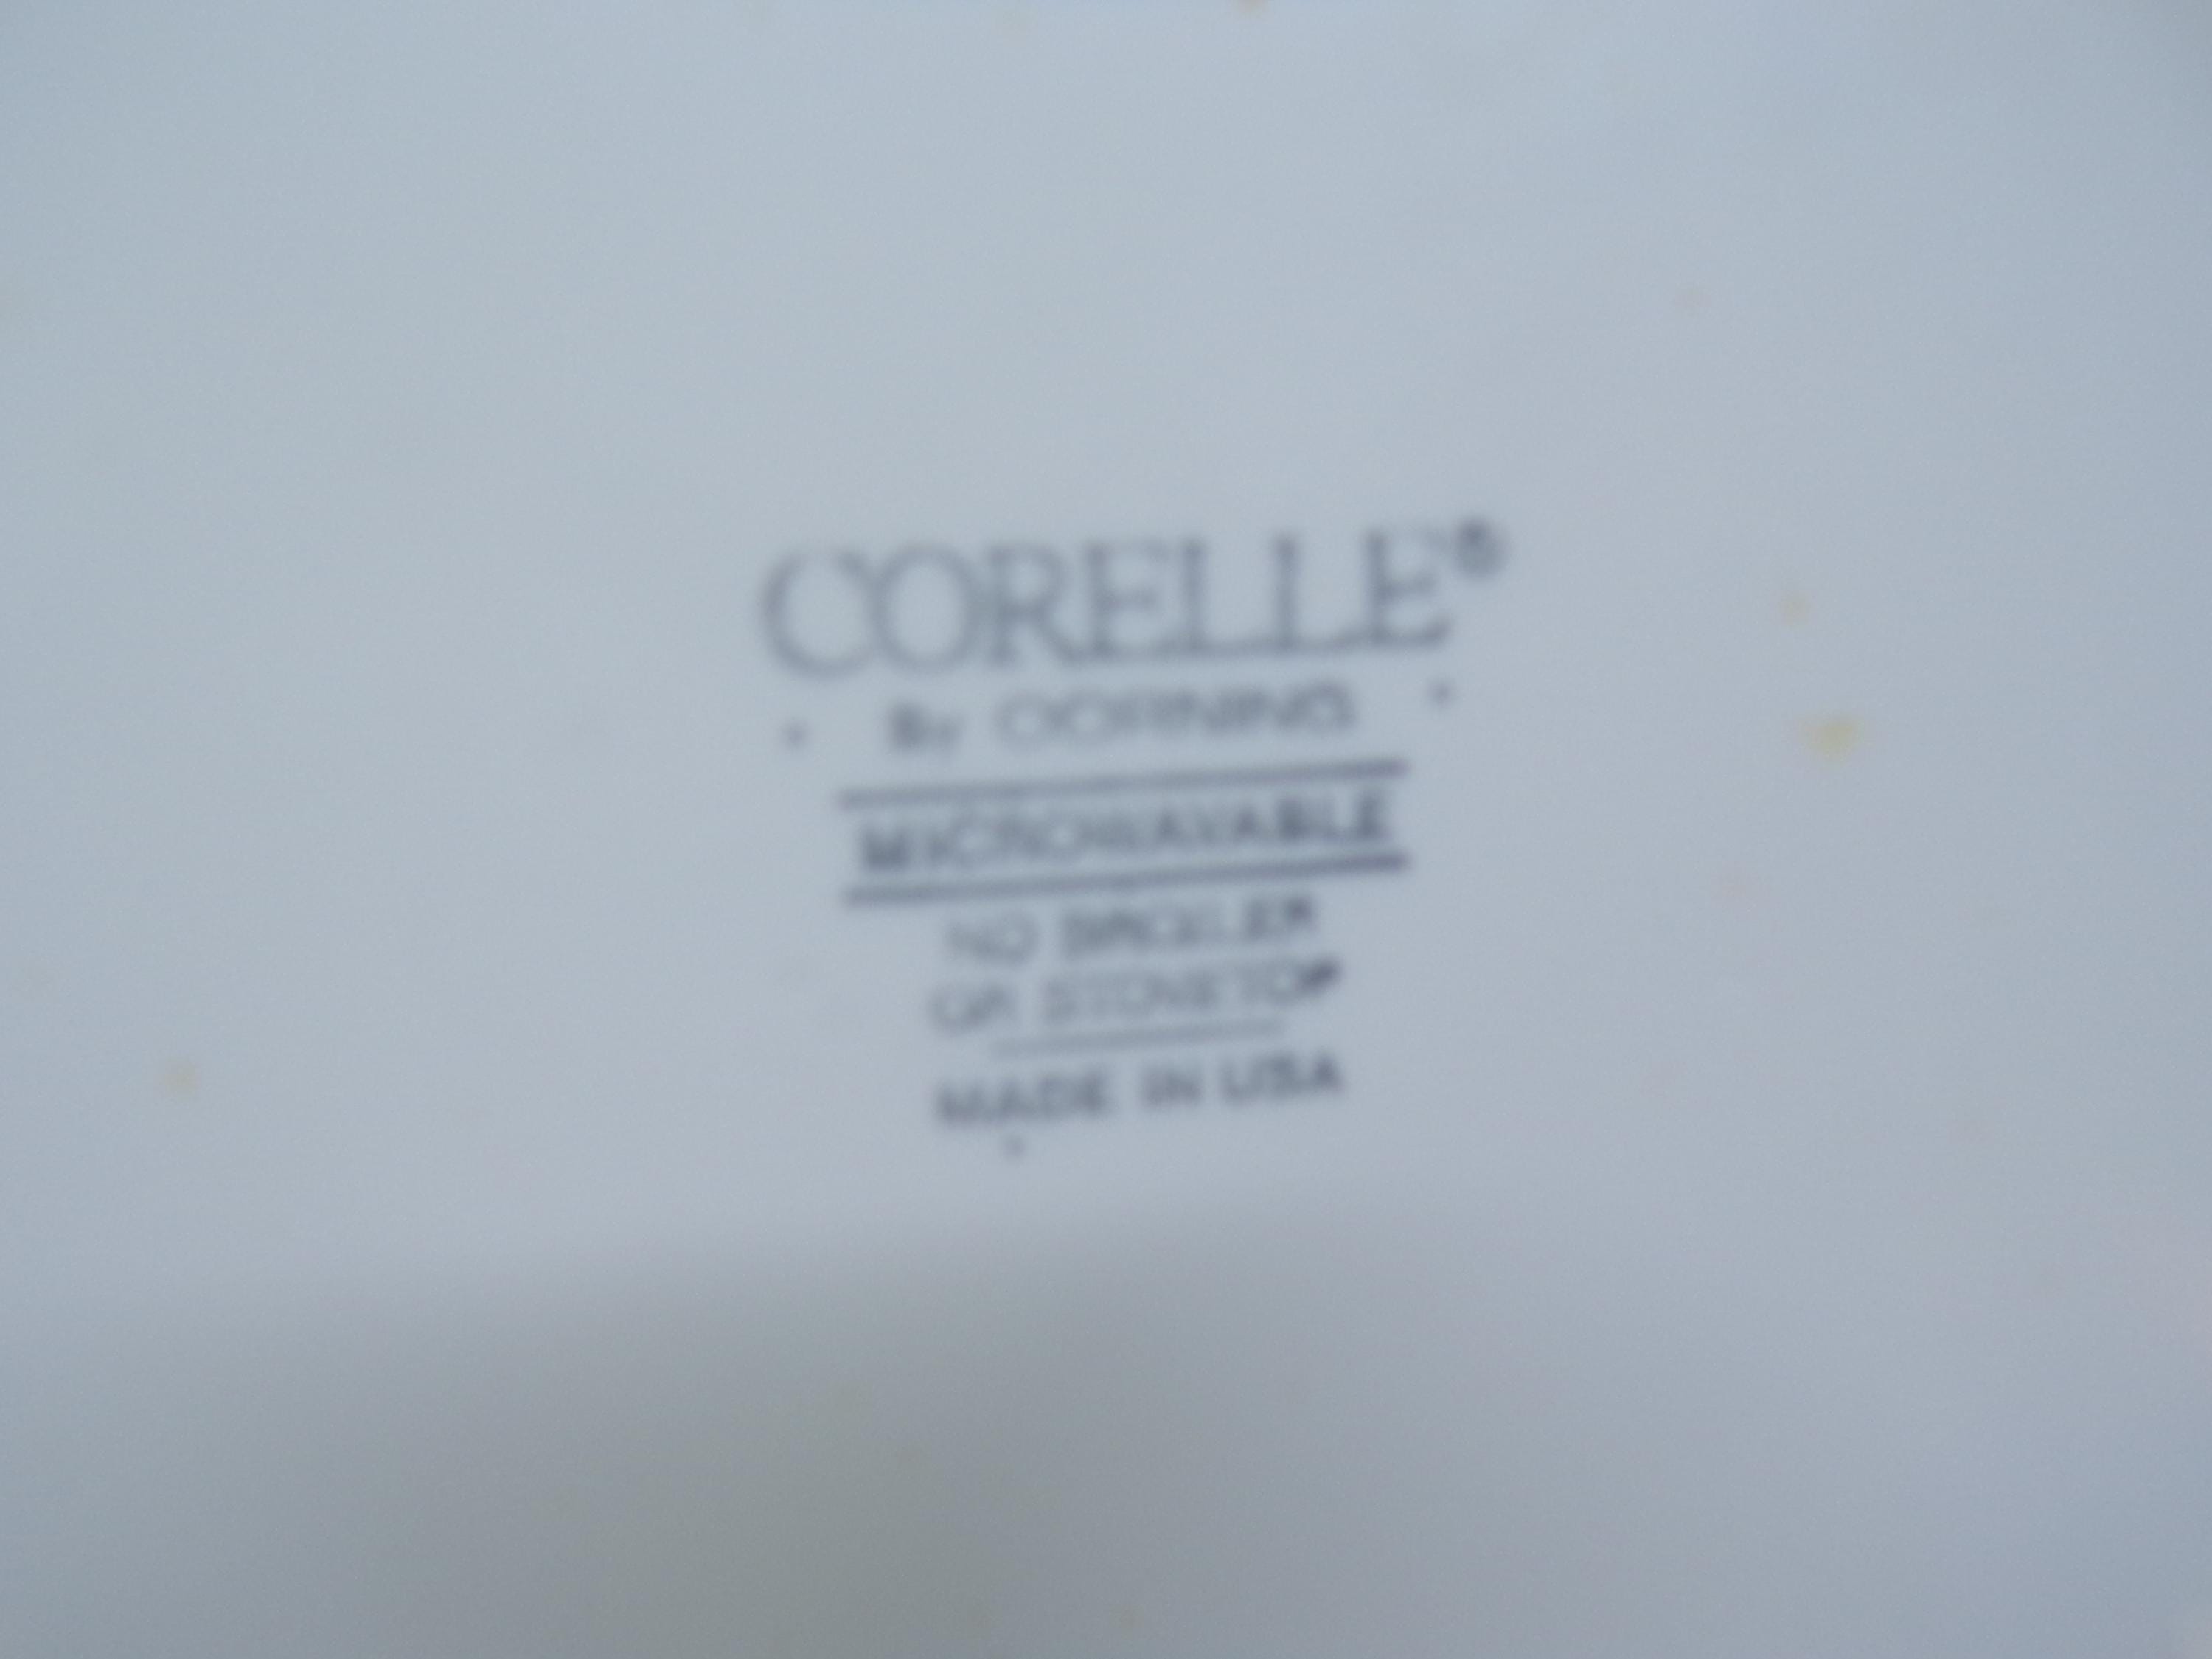 CORELLE®
By CORNING
MICROWAVABLE
NO BROILER
OR STOVETOP
MADE IN USA